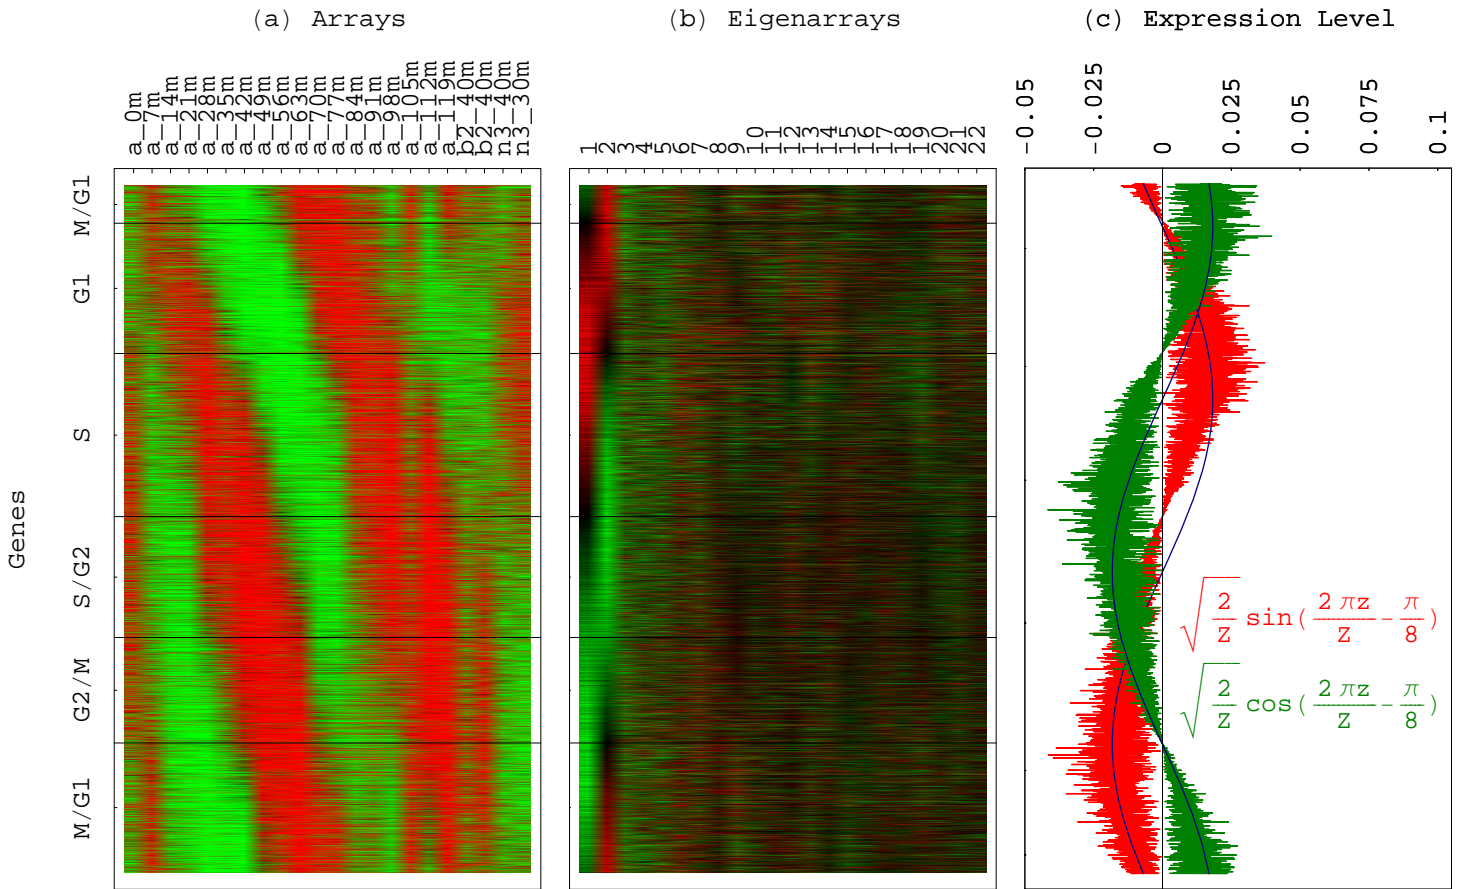 (a) Arrays
(b) Eigenarrays
(c) Expression Level
a_0m
a_7m
a_14m
a_21m
a_28m
a_35m
a_42m
a_49m
a_56m
a_63m
a_70m
a_77m
a_84m
a_91m
a_98m
a_105m
a_112m
a_119m
b2_40m
b2_40m
n3_40m
n3_30m
1
2
3
4
5
6
7
8
9
10
11
12
13
14
15
16
17
18
19
20
21
22
-0.05
-0.025
0
0.025
0.05
0.075
0.1
Genes
M/G1
G1
S
S/G2
G2/M
M/G1
√(2/Z) sin(2πz/Z - π/8)
√(2/Z) cos(2πz/Z - π/8)